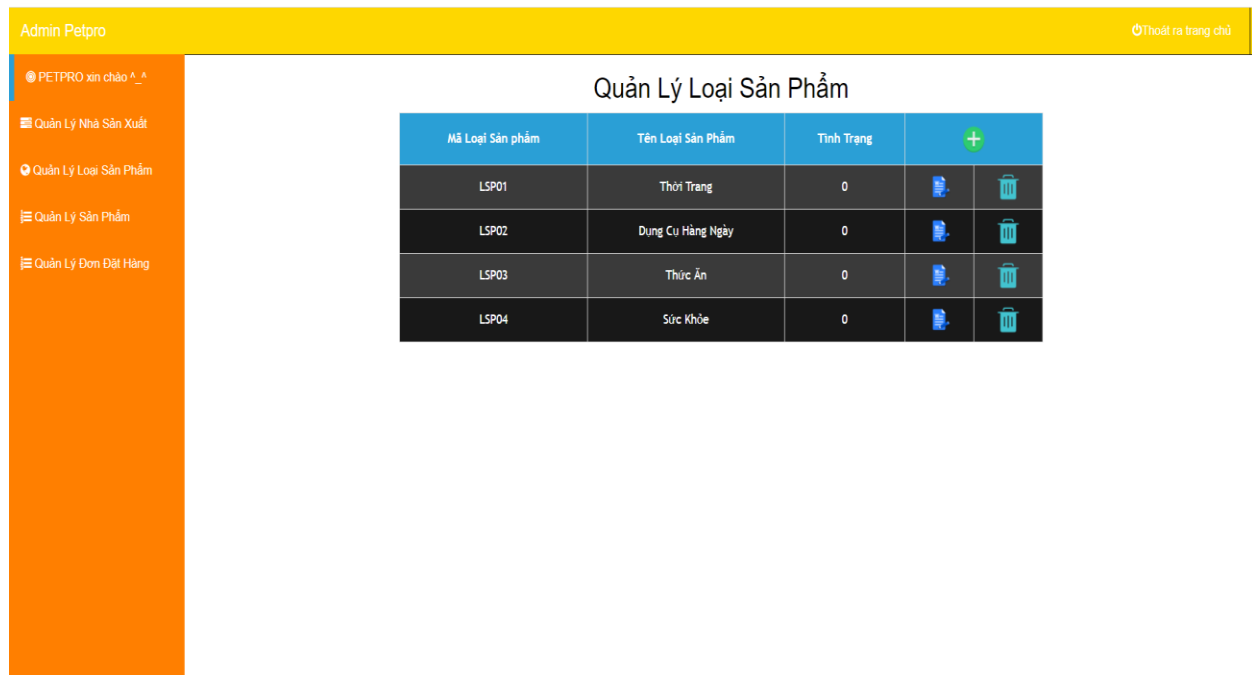 Admin Petpro
Thoát ra trang chủ
PETPRO xin chào ^_^
Quản Lý Nhà Sản Xuất
Quản Lý Loại Sản Phẩm
Quản Lý Sản Phẩm
Quản Lý Đơn Đặt Hàng
Quản Lý Loại Sản Phẩm
Mã Loại Sản phẩm Tên Loại Sản Phẩm Tình Trạng
LSP01 Thời Trang 0
LSP02 Dụng Cụ Hàng Ngày 0
LSP03 Thức Ăn 0
LSP04 Sức Khỏe 0